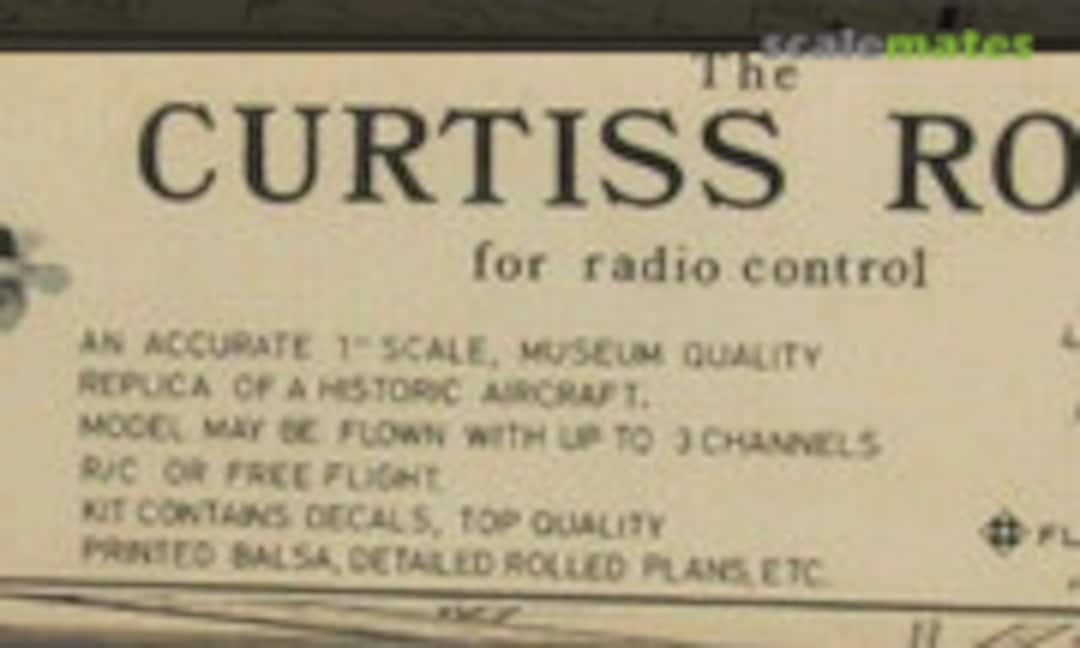 scalemates
The
CURTISS RO
for radio control
AN ACCURATE 1" SCALE, MUSEUM QUALITY
REPLICA OF A HISTORIC AIRCRAFT.
MODEL MAY BE FLOWN WITH UP TO 3 CHANNELS
R/C OR FREE FLIGHT.
KIT CONTAINS DECALS, TOP QUALITY
PRINTED BALSA, DETAILED ROLLED PLANS, ETC.
FL